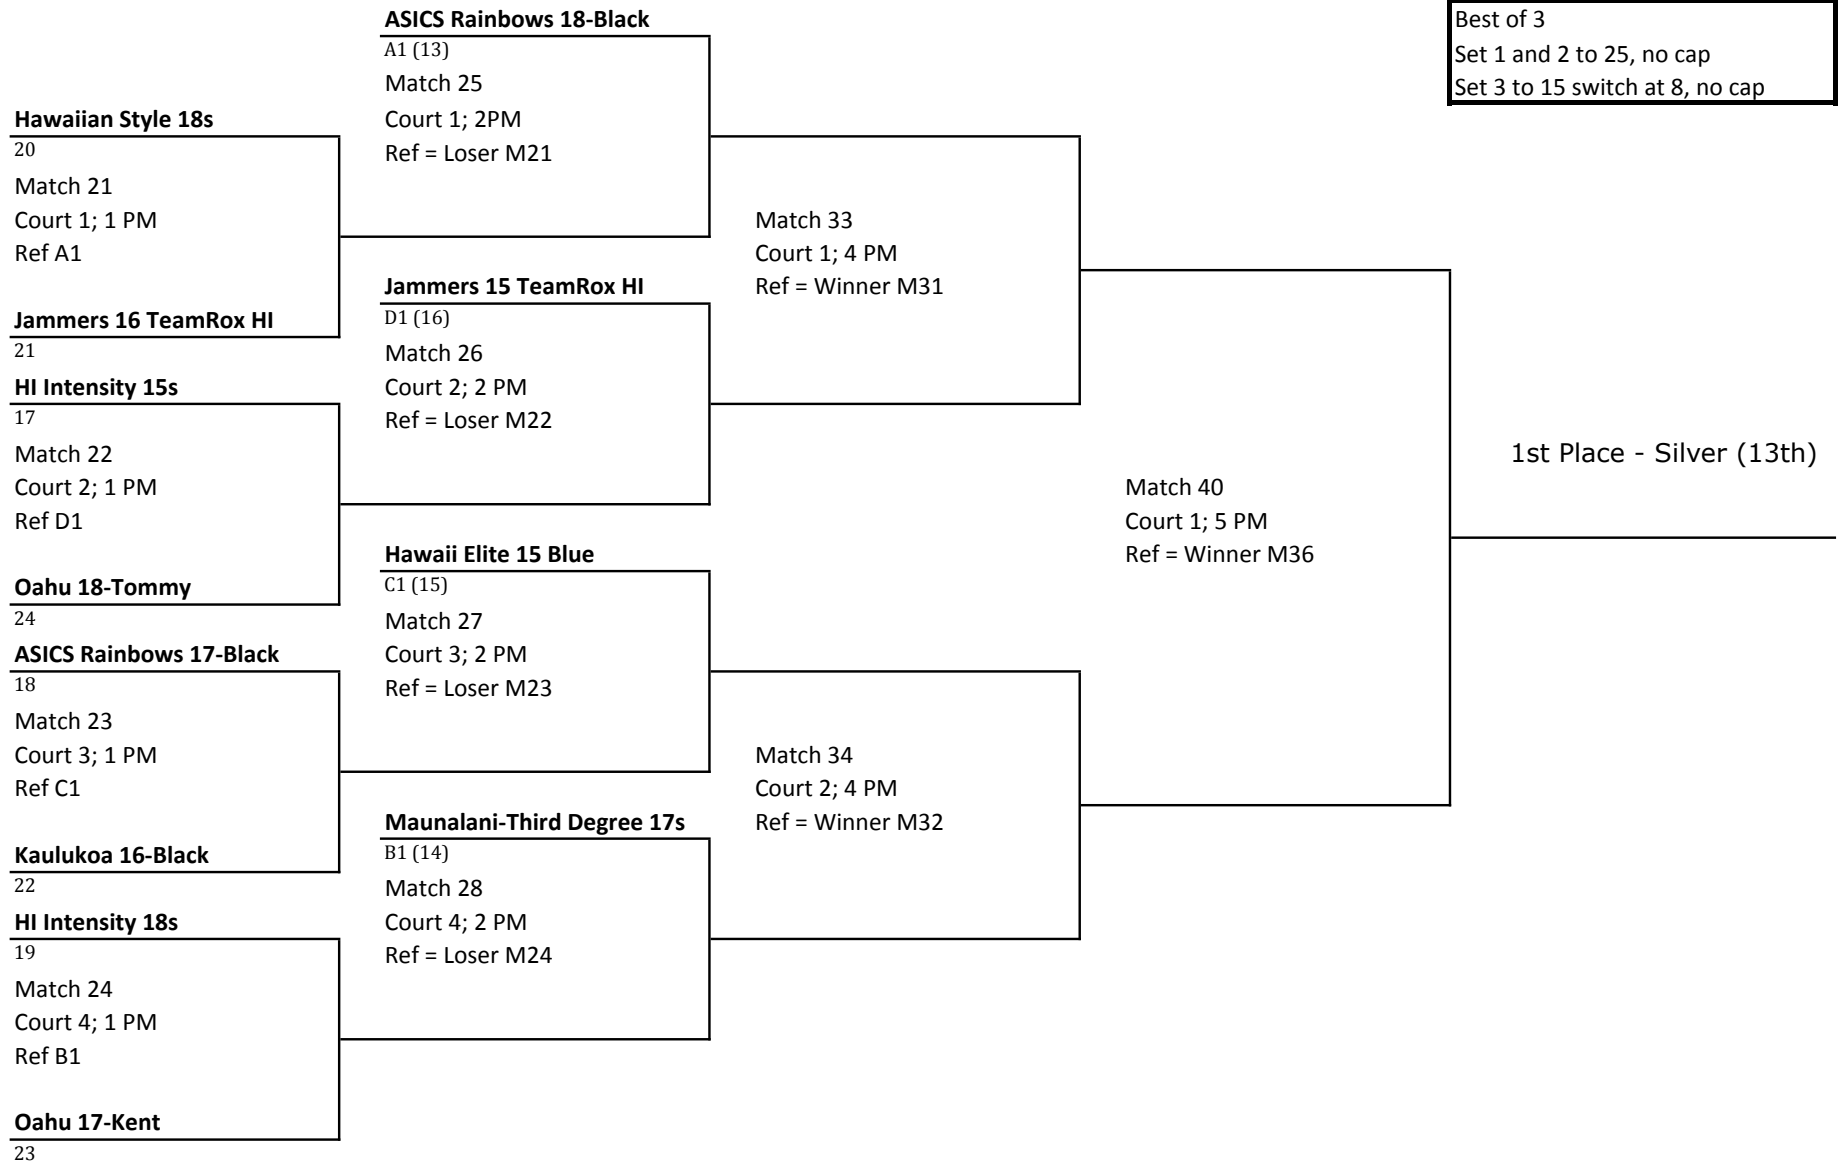 Best of 3
Set 1 and 2 to 25, no cap
Set 3 to 15 switch at 8, no cap
Hawaiian Style 18s
20
Match 21
Court 1; 1 PM
Ref A1
Jammers 16 TeamRox HI
21
HI Intensity 15s
17
Match 22
Court 2; 1 PM
Ref D1
Oahu 18-Tommy
24
ASICS Rainbows 17-Black
18
Match 23
Court 3; 1 PM
Ref C1
Kaulukoa 16-Black
22
HI Intensity 18s
19
Match 24
Court 4; 1 PM
Ref B1
Oahu 17-Kent
23
ASICS Rainbows 18-Black
A1 (13)
Match 25
Court 1; 2PM
Ref = Loser M21
Jammers 15 TeamRox HI
D1 (16)
Match 26
Court 2; 2 PM
Ref = Loser M22
Hawaii Elite 15 Blue
C1 (15)
Match 27
Court 3; 2 PM
Ref = Loser M23
Maunalani-Third Degree 17s
B1 (14)
Match 28
Court 4; 2 PM
Ref = Loser M24
Match 33
Court 1; 4 PM
Ref = Winner M31
Match 34
Court 2; 4 PM
Ref = Winner M32
Match 40
Court 1; 5 PM
Ref = Winner M36
1st Place - Silver (13th)